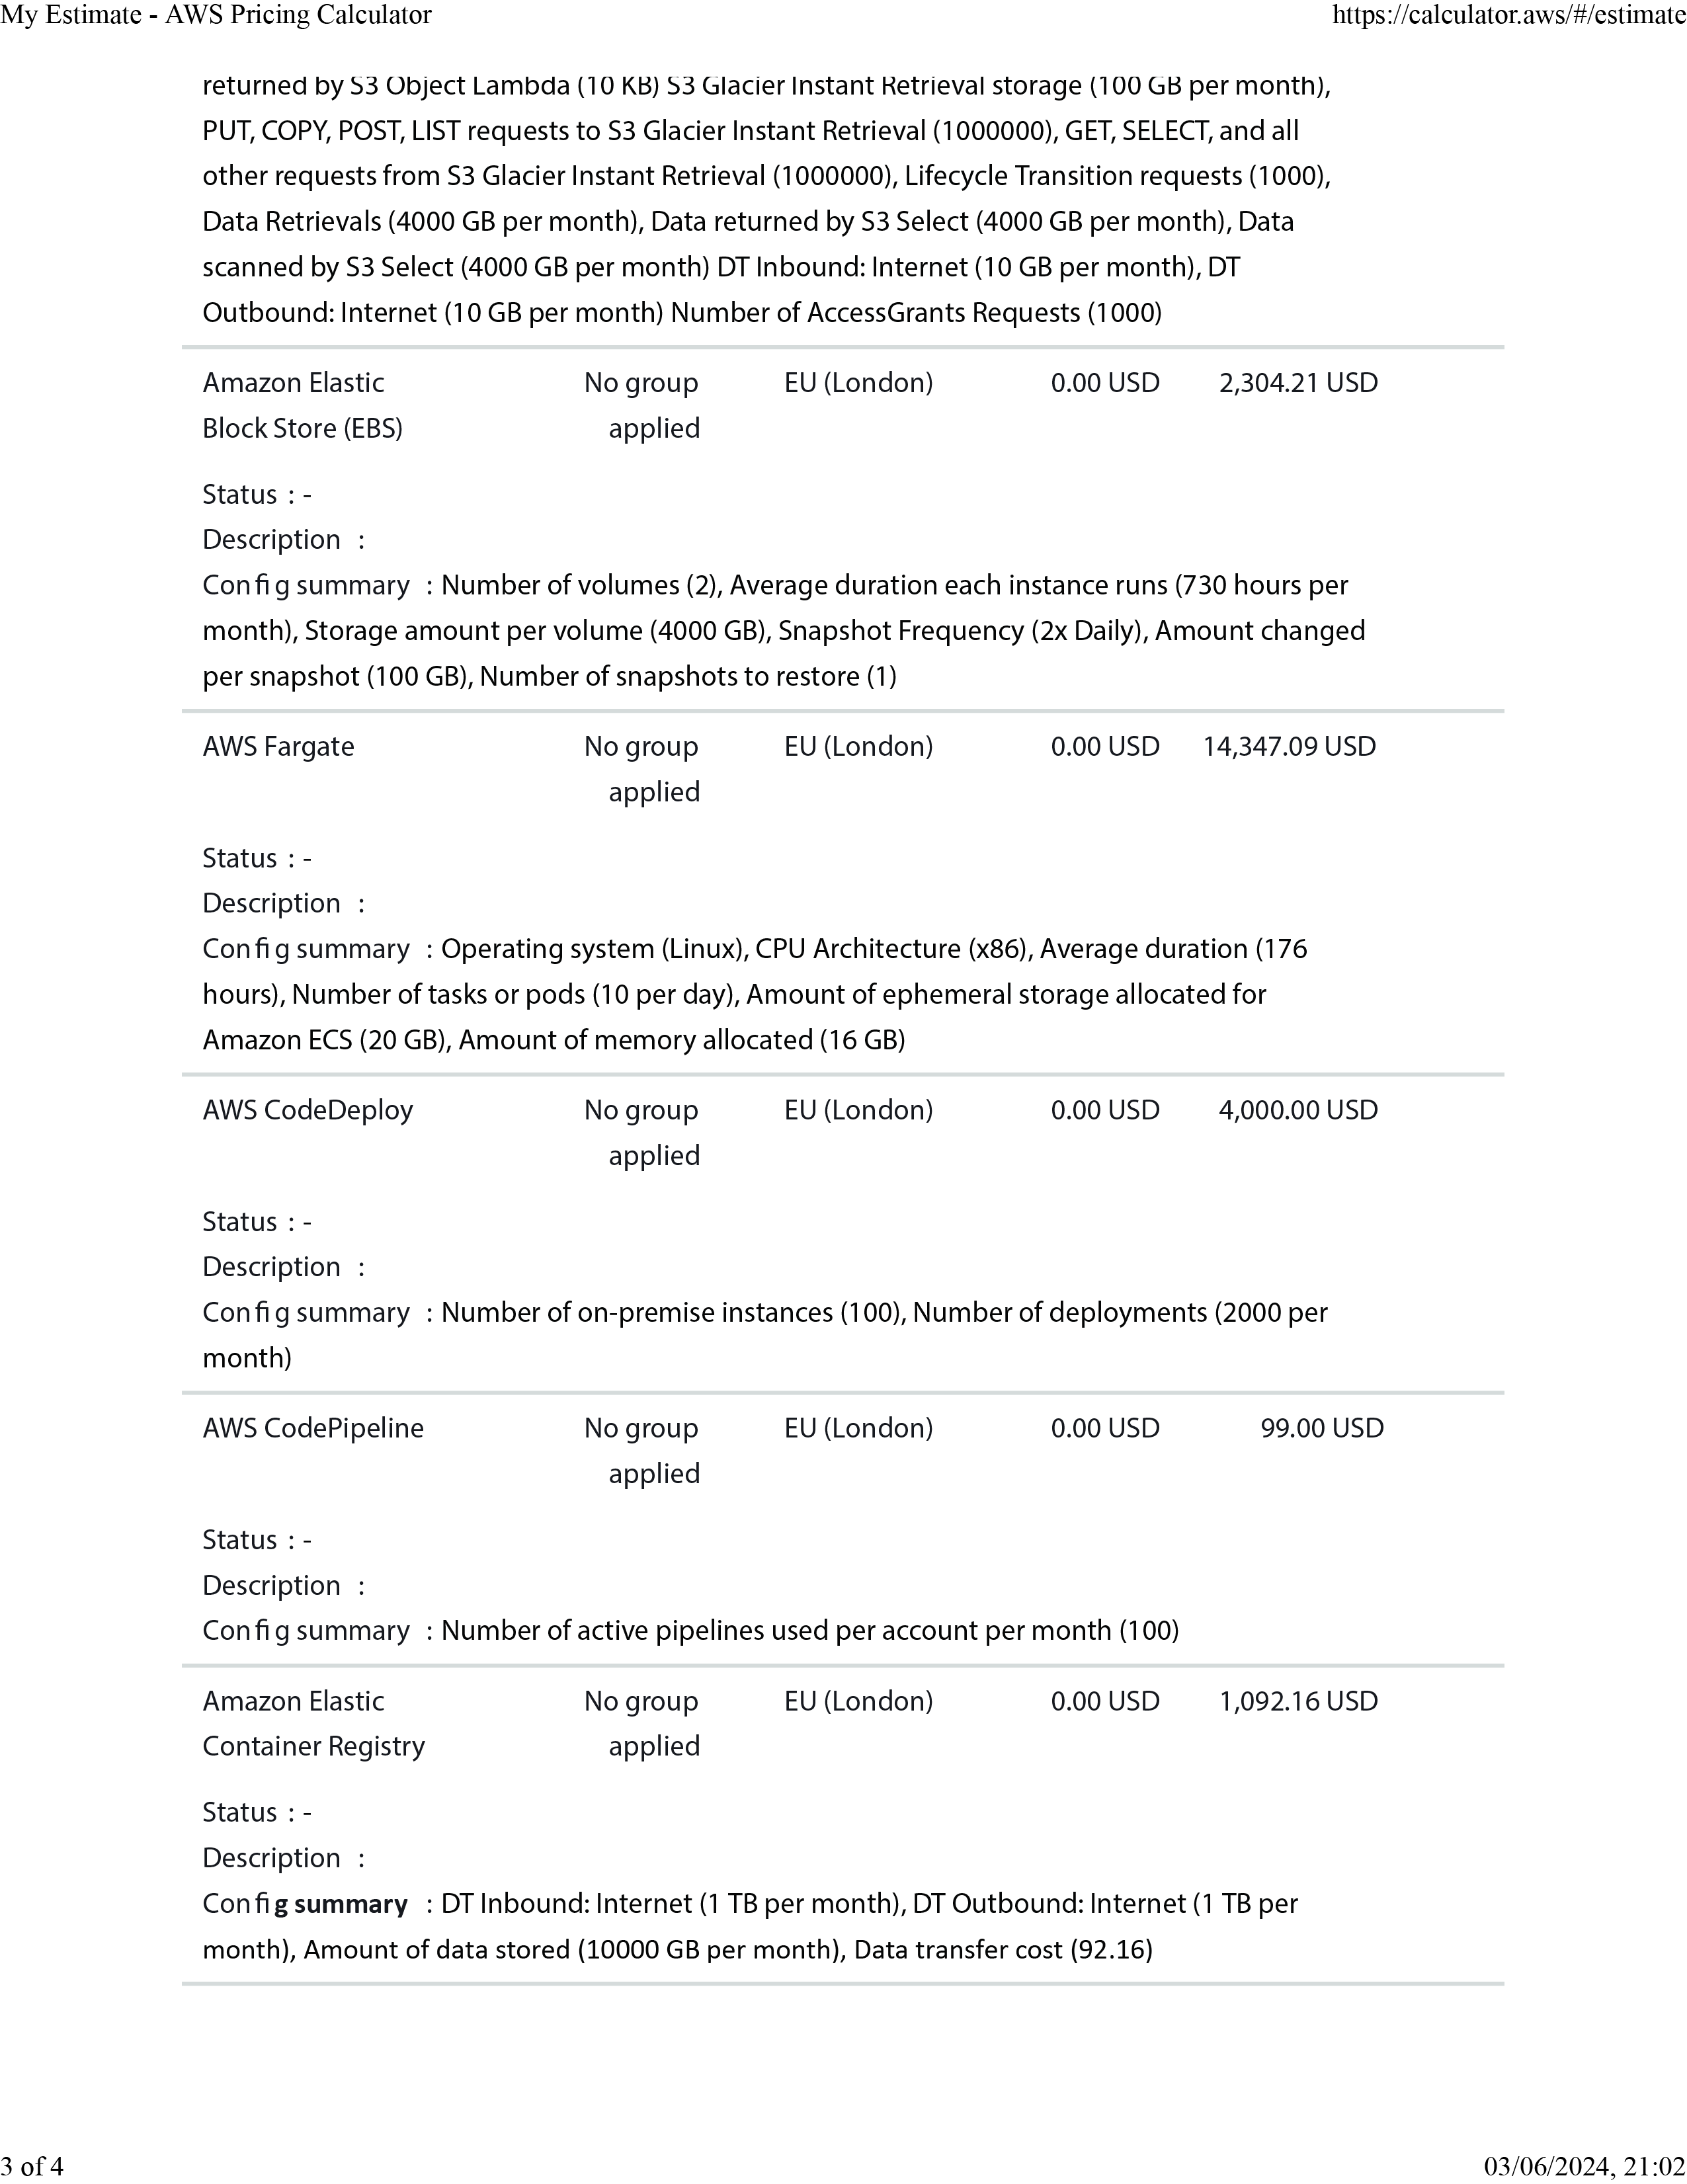 My Estimate - AWS Pricing Calculator https://calculator.aws/#/estimate
returned by S3 Object Lambda (10 KB) S3 Glacier Instant Retrieval storage (100 GB per month),
PUT, COPY, POST, LIST requests to S3 Glacier Instant Retrieval (1000000), GET, SELECT, and all
other requests from S3 Glacier Instant Retrieval (1000000), Lifecycle Transition requests (1000),
Data Retrievals (4000 GB per month), Data returned by S3 Select (4000 GB per month), Data
scanned by S3 Select (4000 GB per month) DT Inbound: Internet (10 GB per month), DT
Outbound: Internet (10 GB per month) Number of AccessGrants Requests (1000)
Amazon Elastic No group EU (London) 0.00 USD 2,304.21 USD
Block Store (EBS) applied
Status : -
Description :
Config summary : Number of volumes (2), Average duration each instance runs (730 hours per
month), Storage amount per volume (4000 GB), Snapshot Frequency (2x Daily), Amount changed
per snapshot (100 GB), Number of snapshots to restore (1)
AWS Fargate No group EU (London) 0.00 USD 14,347.09 USD
applied
Status : -
Description :
Config summary : Operating system (Linux), CPU Architecture (x86), Average duration (176
hours), Number of tasks or pods (10 per day), Amount of ephemeral storage allocated for
Amazon ECS (20 GB), Amount of memory allocated (16 GB)
AWS CodeDeploy No group EU (London) 0.00 USD 4,000.00 USD
applied
Status : -
Description :
Config summary : Number of on-premise instances (100), Number of deployments (2000 per
month)
AWS CodePipeline No group EU (London) 0.00 USD 99.00 USD
applied
Status : -
Description :
Config summary : Number of active pipelines used per account per month (100)
Amazon Elastic No group EU (London) 0.00 USD 1,092.16 USD
Container Registry applied
Status : -
Description :
Config summary : DT Inbound: Internet (1 TB per month), DT Outbound: Internet (1 TB per
month), Amount of data stored (10000 GB per month), Data transfer cost (92.16)
3 of 4 03/06/2024, 21:02